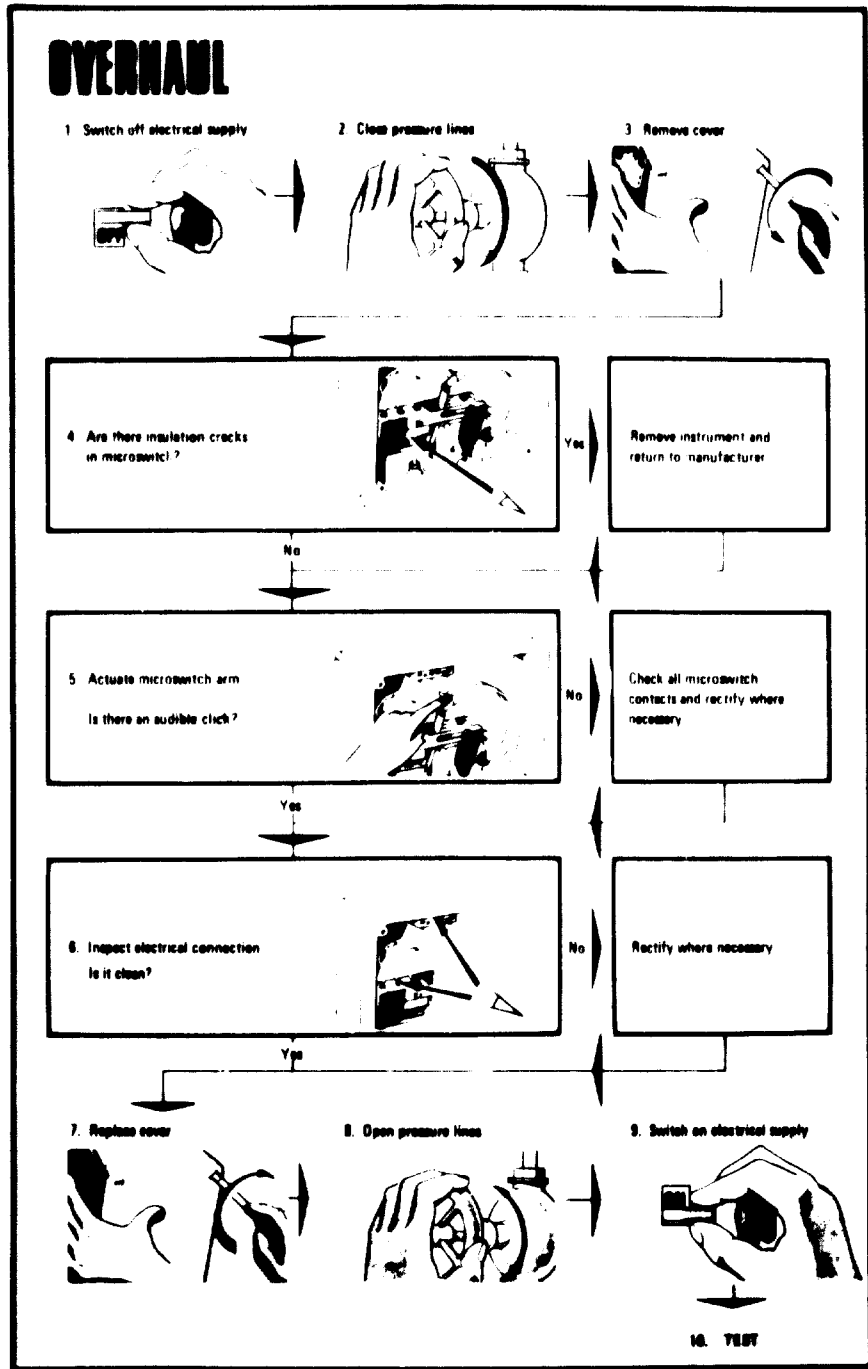 OVERHAUL
1 Switch off electrical supply
2. Close pressure lines
3 Remove cover
OFF
4 Are there insulation cracks
in microswitch?
Yes
Remove instrument and
return to manufacturer
No
5 Actuate microswitch arm
Is there an audible click?
No
Check all microswitch
contacts and rectify where
necessary
Yes
6. Inspect electrical connection
Is it clean?
No
Rectify where necessary
Yes
7. Replace cover
8. Open pressure lines
9. Switch on electrical supply
ON
10. TEST